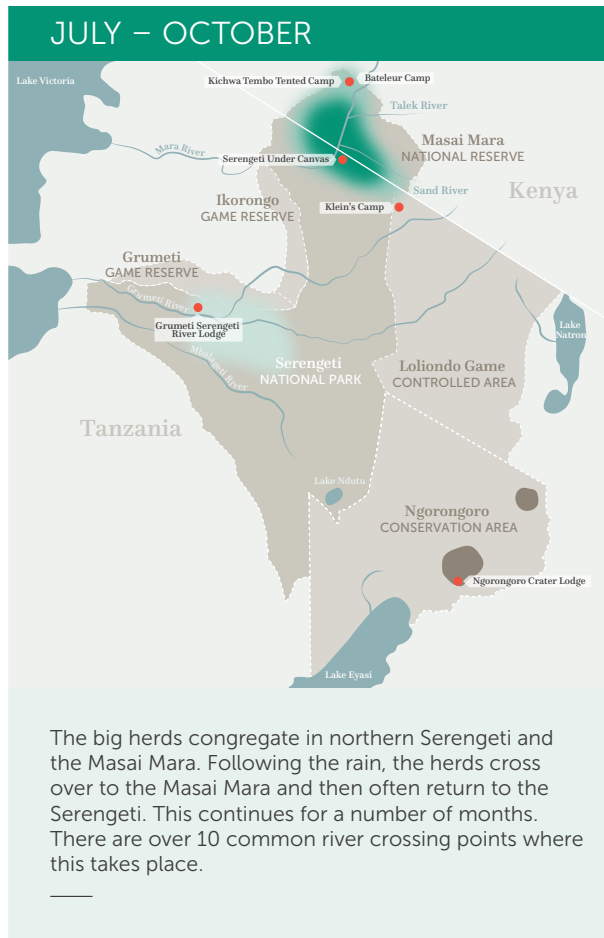 JULY – OCTOBER
Lake Victoria
Kichwa Tembo Tented Camp
Bateleur Camp
Talek River
Mara River
Masai Mara
NATIONAL RESERVE
Serengeti Under Canvas
Sand River
Kenya
Ikorongo
GAME RESERVE
Klein's Camp
Grumeti
GAME RESERVE
Grumeti River
Grumeti Serengeti
River Lodge
Lake
Natron
Mbalageti River
Serengeti
NATIONAL PARK
Loliondo Game
CONTROLLED AREA
Tanzania
Lake Ndutu
Ngorongoro
CONSERVATION AREA
Ngorongoro Crater Lodge
Lake Eyasi
The big herds congregate in northern Serengeti and
the Masai Mara. Following the rain, the herds cross
over to the Masai Mara and then often return to the
Serengeti. This continues for a number of months.
There are over 10 common river crossing points where
this takes place.